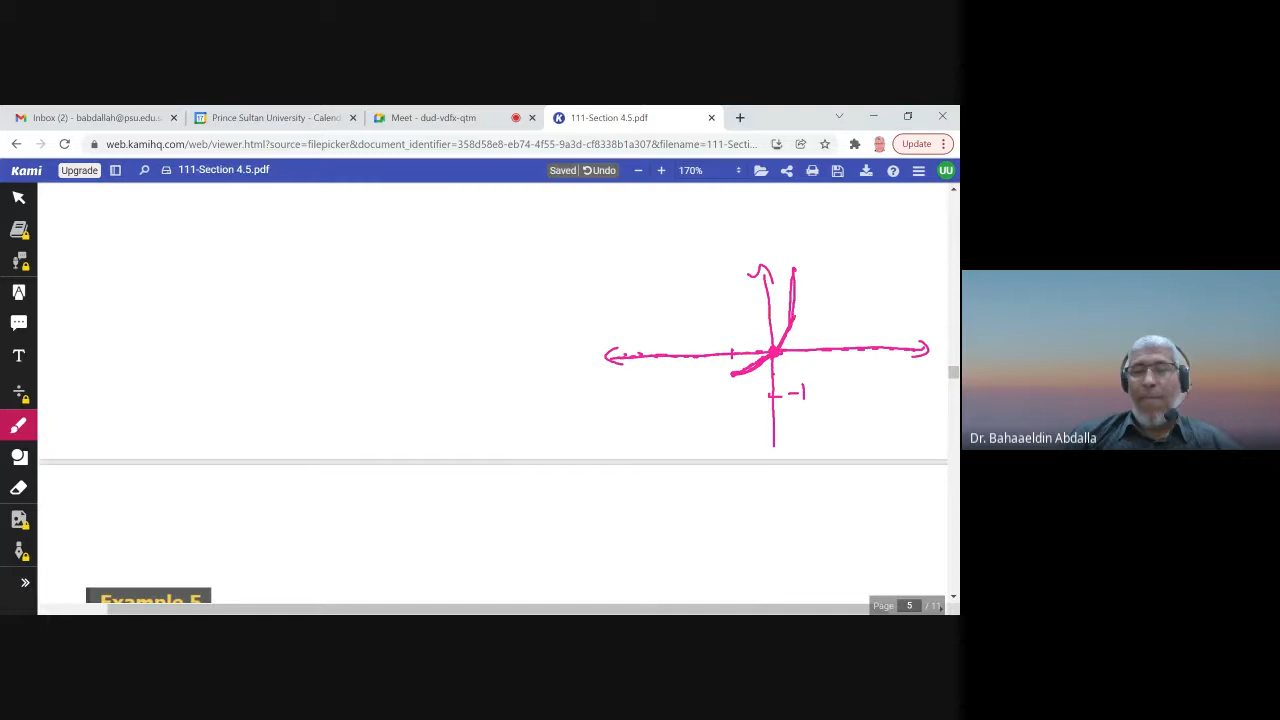 Inbox (2) - babdallah@psu.edu.s
Prince Sultan University - Calend
Meet - dud-vdfx-qtm
111-Section 4.5.pdf
web.kamihq.com/web/viewer.html?source=filepicker&document_identifier=358d58e8-eb74-4f55-9a3d-cf8338b1a307&filename=111-Secti...
Update
Kami
Upgrade
111-Section 4.5.pdf
Saved
Undo
170%
UU
-1
Dr. Bahaaeldin Abdalla
Example 5
Page 5 / 11